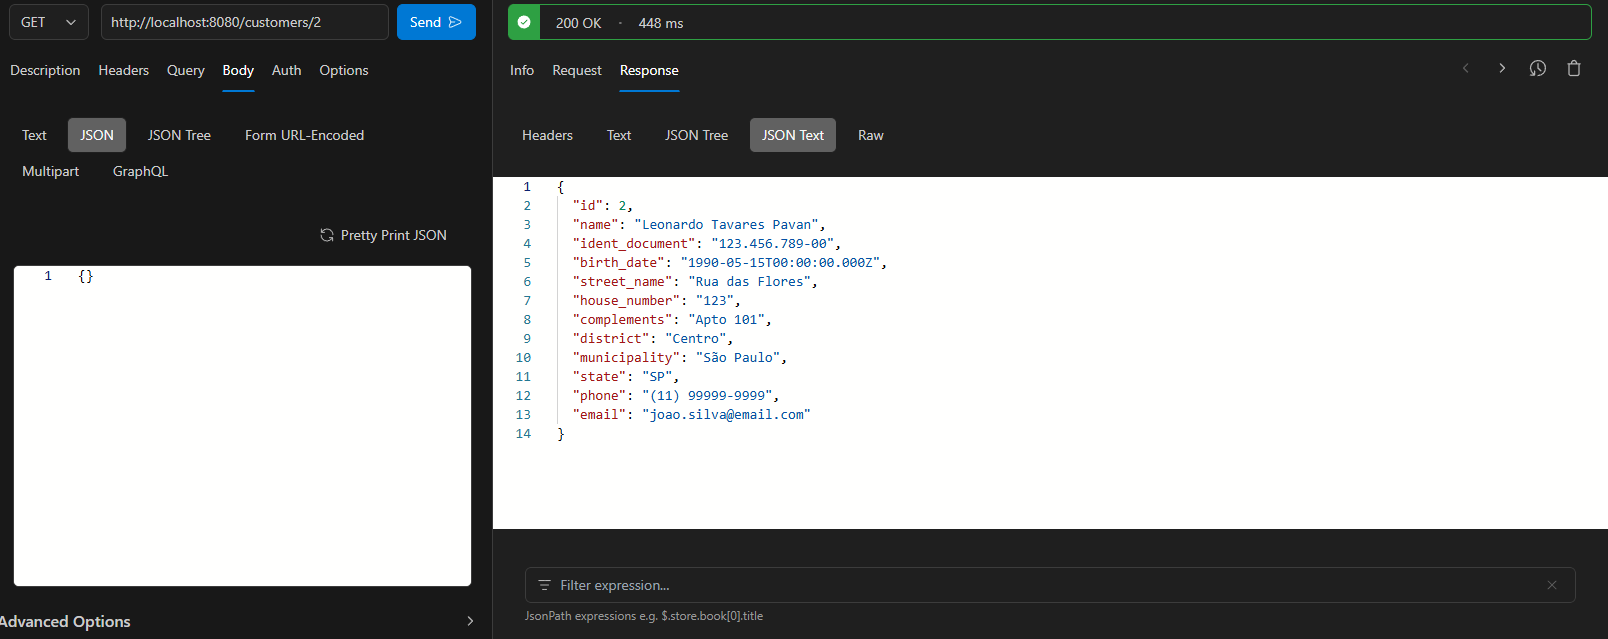 GET http://localhost:8080/customers/2 Send
Description Headers Query Body Auth Options
Text JSON JSON Tree Form URL-Encoded
Multipart GraphQL
Pretty Print JSON
1 {}
Advanced Options
200 OK · 448 ms
Info Request Response
Headers Text JSON Tree JSON Text Raw
1 {
2 "id": 2,
3 "name": "Leonardo Tavares Pavan",
4 "ident_document": "123.456.789-00",
5 "birth_date": "1990-05-15T00:00:00.000Z",
6 "street_name": "Rua das Flores",
7 "house_number": "123",
8 "complements": "Apto 101",
9 "district": "Centro",
10 "municipality": "São Paulo",
11 "state": "SP",
12 "phone": "(11) 99999-9999",
13 "email": "joao.silva@email.com"
14 }
Filter expression...
JsonPath expressions e.g. $.store.book[0].title